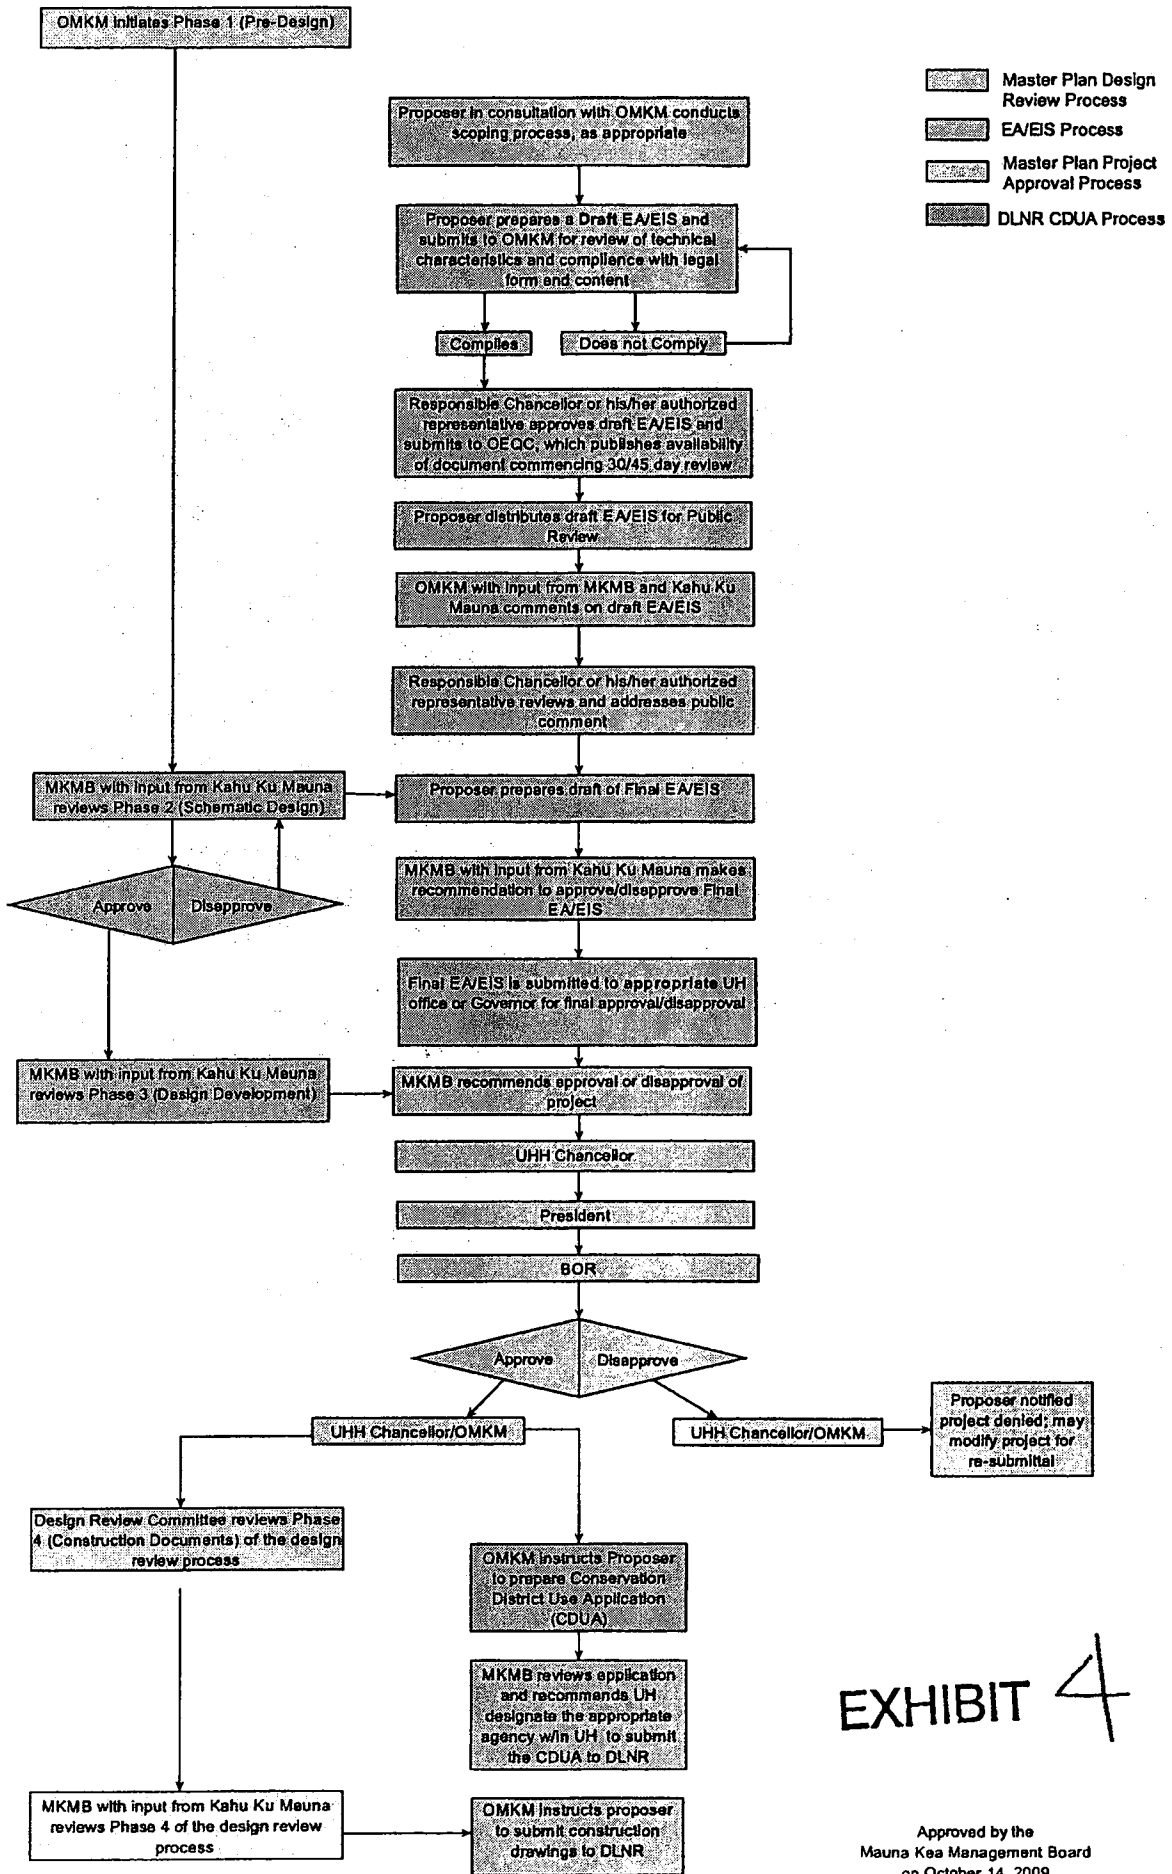 OMKM initiates Phase 1 (Pre-Design)
Master Plan Design
Review Process
EA/EIS Process
Master Plan Project
Approval Process
DLNR CDUA Process
Proposer in consultation with OMKM conducts
scoping process, as appropriate
Proposer prepares a Draft EA/EIS and
submits to OMKM for review of technical
characteristics and compliance with legal
form and content
Complies
Does not Comply
Responsible Chancellor or his/her authorized
representative approves draft EA/EIS and
submits to OEQC, which publishes availability
of document commencing 30/45 day review
Proposer distributes draft EA/EIS for Public
Review
OMKM with input from MKMB and Kahu Ku
Mauna comments on draft EA/EIS
Responsible Chancellor or his/her authorized
representative reviews and addresses public
comment
MKMB with input from Kahu Ku Mauna
reviews Phase 2 (Schematic Design)
Proposer prepares draft of Final EA/EIS
Approve
Disapprove
MKMB with input from Kahu Ku Mauna makes
recommendation to approve/disapprove Final
EA/EIS
Final EA/EIS is submitted to appropriate UH
office or Governor for final approval/disapproval
MKMB with input from Kahu Ku Mauna
reviews Phase 3 (Design Development)
MKMB recommends approval or disapproval of
project
UHH Chancellor
President
BOR
Approve
Disapprove
UHH Chancellor/OMKM
UHH Chancellor/OMKM
Proposer notified
project denied; may
modify project for
re-submittal
Design Review Committee reviews Phase
4 (Construction Documents) of the design
review process
OMKM instructs Proposer
to prepare Conservation
District Use Application
(CDUA)
MKMB reviews application
and recommends UH
designate the appropriate
agency w/in UH to submit
the CDUA to DLNR
EXHIBIT 4
MKMB with input from Kahu Ku Mauna
reviews Phase 4 of the design review
process
OMKM instructs proposer
to submit construction
drawings to DLNR
Approved by the
Mauna Kea Management Board
on October 14, 2009